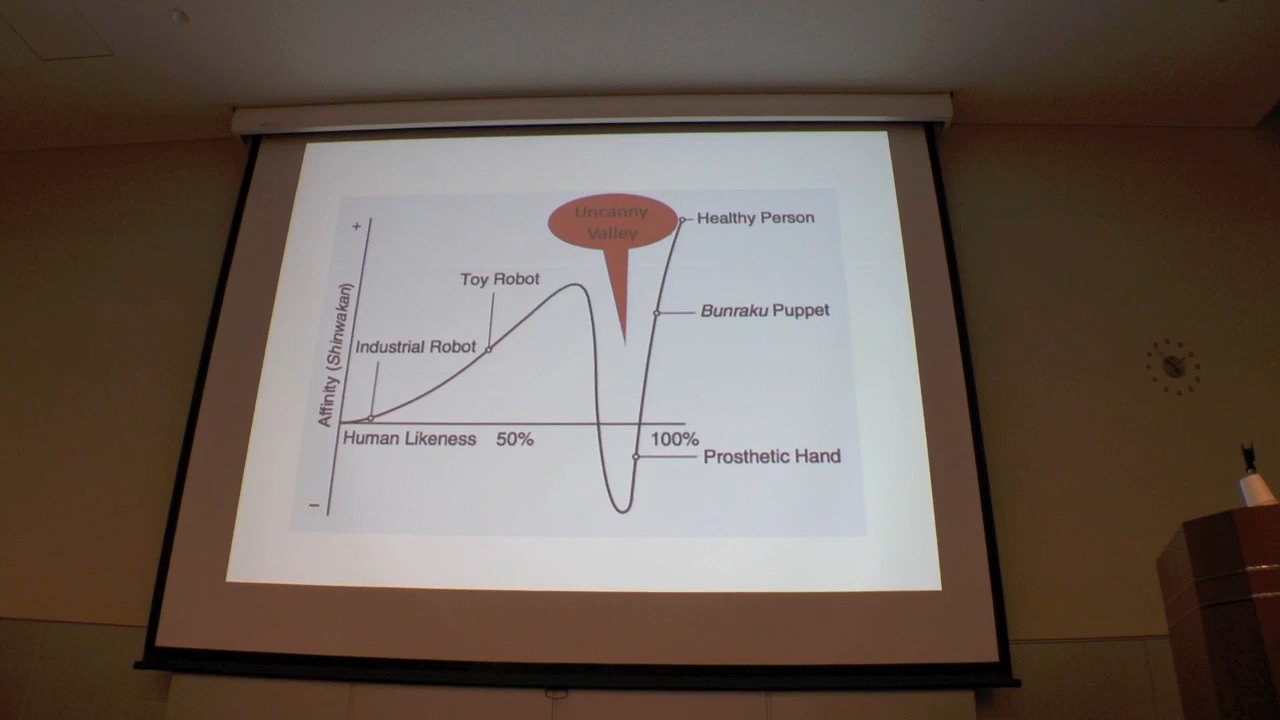 Uncanny
Valley
+
Healthy Person
Toy Robot
Bunraku Puppet
Industrial Robot
Affinity (Shinwakan)
Human Likeness 50% 100%
Prosthetic Hand
−